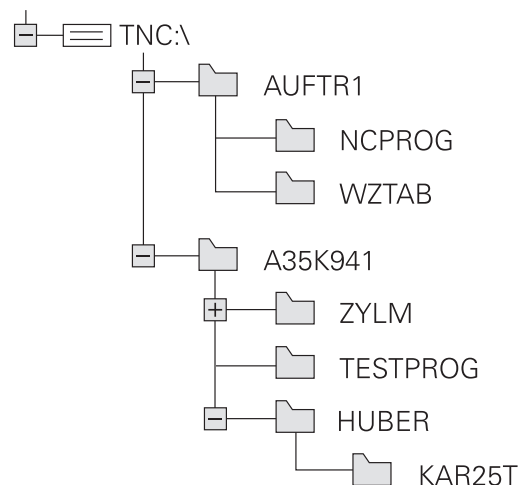 TNC:\
AUFTR1
NCPROG
WZTAB
A35K941
ZYLM
TESTPROG
HUBER
KAR25T